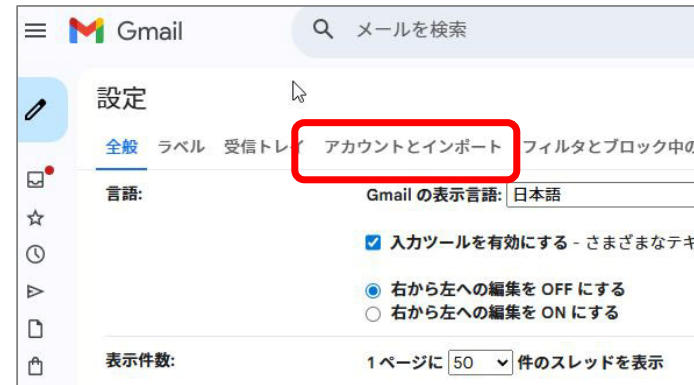 Gmail
メールを検索
設定
全般 ラベル 受信トレイ アカウントとインポート フィルタとブロック中の
言語: Gmail の表示言語: 日本語
入力ツールを有効にする - さまざまなテキ
右から左への編集を OFF にする
右から左への編集を ON にする
表示件数: 1 ページに 50 件のスレッドを表示